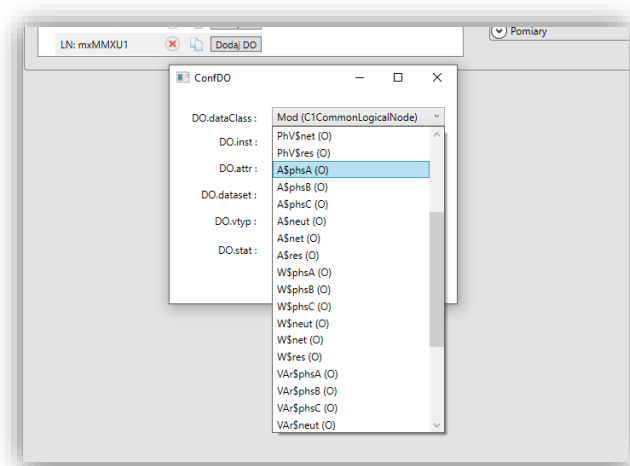 Pomiary
LN: mxMMXU1 Dodaj DO
ConfDO
DO.dataClass : Mod (C1CommonLogicalNode)
DO.inst :
DO.attr :
DO.dataset :
DO.vtyp :
DO.stat :
PhV$net (O)
PhV$res (O)
A$phsA (O)
A$phsB (O)
A$phsC (O)
A$neut (O)
A$net (O)
A$res (O)
W$phsA (O)
W$phsB (O)
W$phsC (O)
W$neut (O)
W$net (O)
W$res (O)
VAr$phsA (O)
VAr$phsB (O)
VAr$phsC (O)
VAr$neut (O)